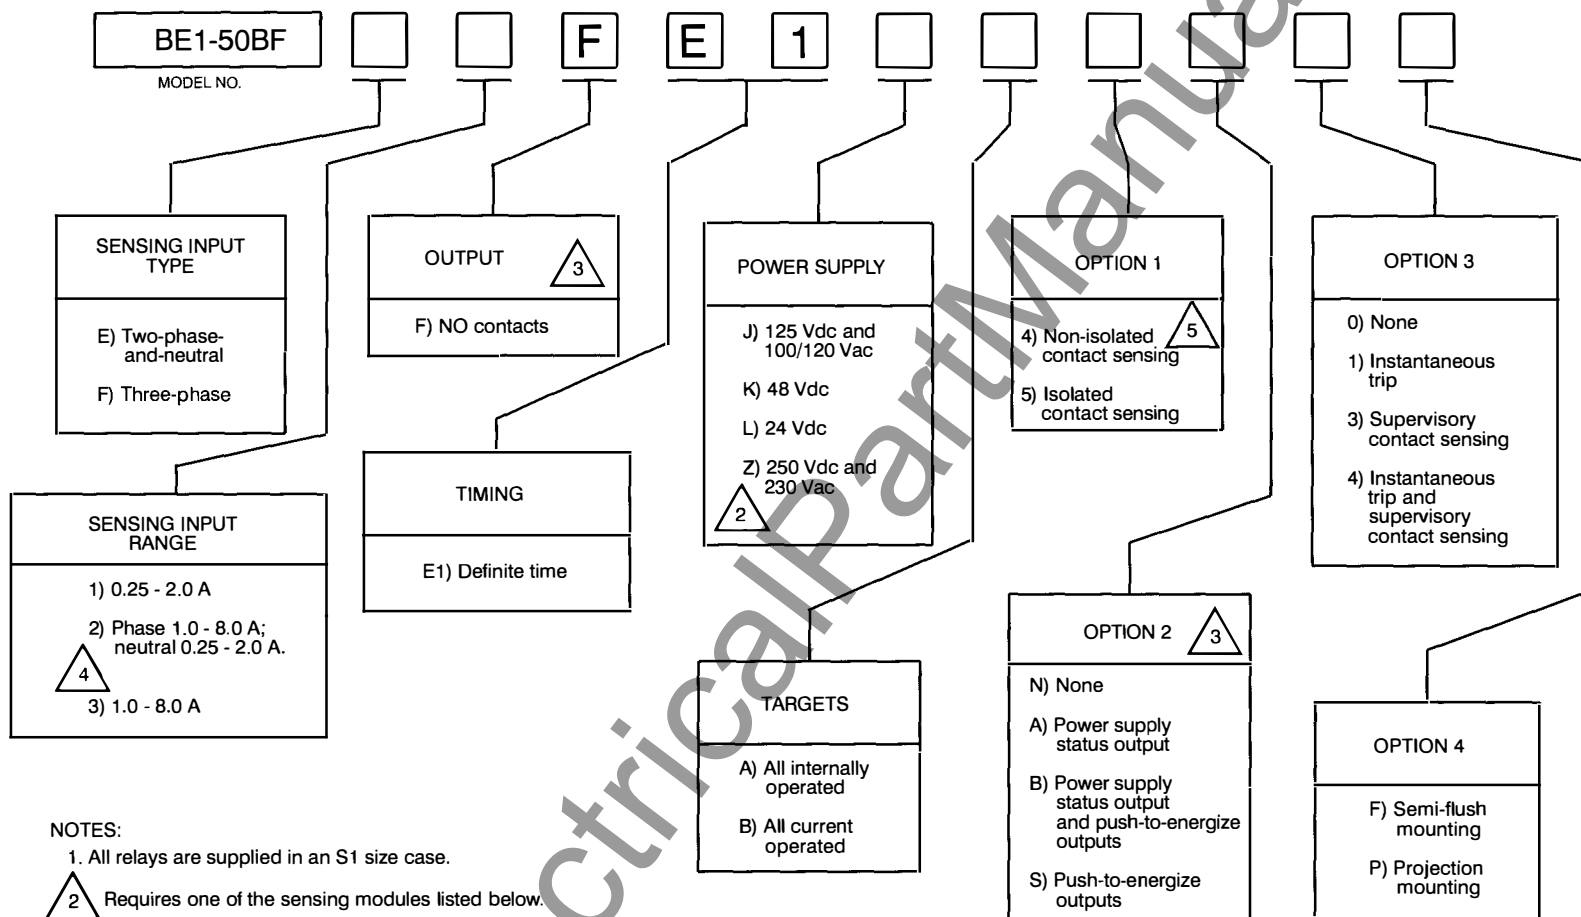 BE1-50BF
F
E
1
MODEL NO.
SENSING INPUT
TYPE
E) Two-phase-
and-neutral
F) Three-phase
OUTPUT
3
F) NO contacts
POWER SUPPLY
J) 125 Vdc and
100/120 Vac
K) 48 Vdc
L) 24 Vdc
Z) 250 Vdc and
230 Vac
2
OPTION 1
5
4) Non-isolated
contact sensing
5) Isolated
contact sensing
OPTION 3
0) None
1) Instantaneous
trip
3) Supervisory
contact sensing
4) Instantaneous
trip and
supervisory
contact sensing
SENSING INPUT
RANGE
1) 0.25 - 2.0 A
2) Phase 1.0 - 8.0 A;
neutral 0.25 - 2.0 A.
4
3) 1.0 - 8.0 A
TIMING
E1) Definite time
TARGETS
A) All internally
operated
B) All current
operated
OPTION 2
3
N) None
A) Power supply
status output
B) Power supply
status output
and push-to-energize
outputs
S) Push-to-energize
outputs
OPTION 4
F) Semi-flush
mounting
P) Projection
mounting
NOTES:
1. All relays are supplied in an S1 size case.
2 Requires one of the sensing modules listed below.
ctricalPartManua